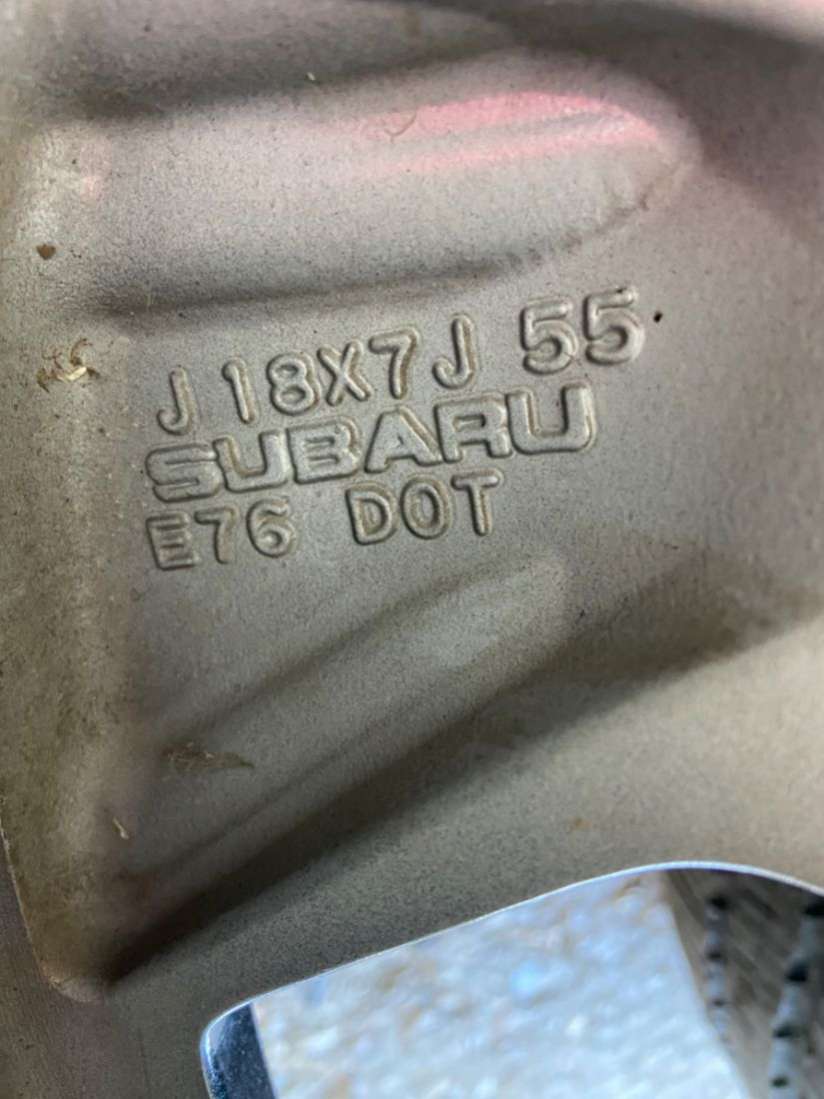 J 18X7J 55
SUBARU
E76 DOT